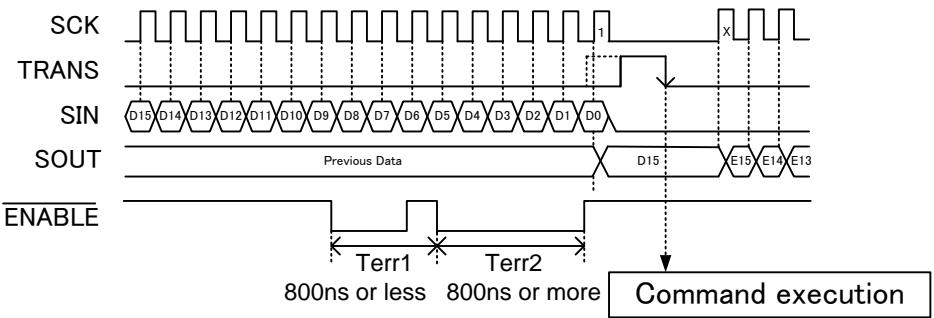 SCK
1
X
TRANS
SIN
D15 D14 D13 D12 D11 D10 D9 D8 D7 D6 D5 D4 D3 D2 D1 D0
SOUT
Previous Data
D15
E15 E14 E13
ENABLE
Terr1 Terr2
800ns or less 800ns or more
Command execution